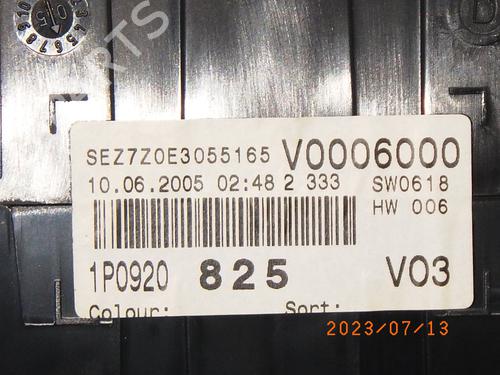 SEZ7Z0E3055165 V0006000
10.06.2005 02:48 2 333 SW0618
HW 006
1P0920 825 V03
Colour: Sort:
2023/07/13